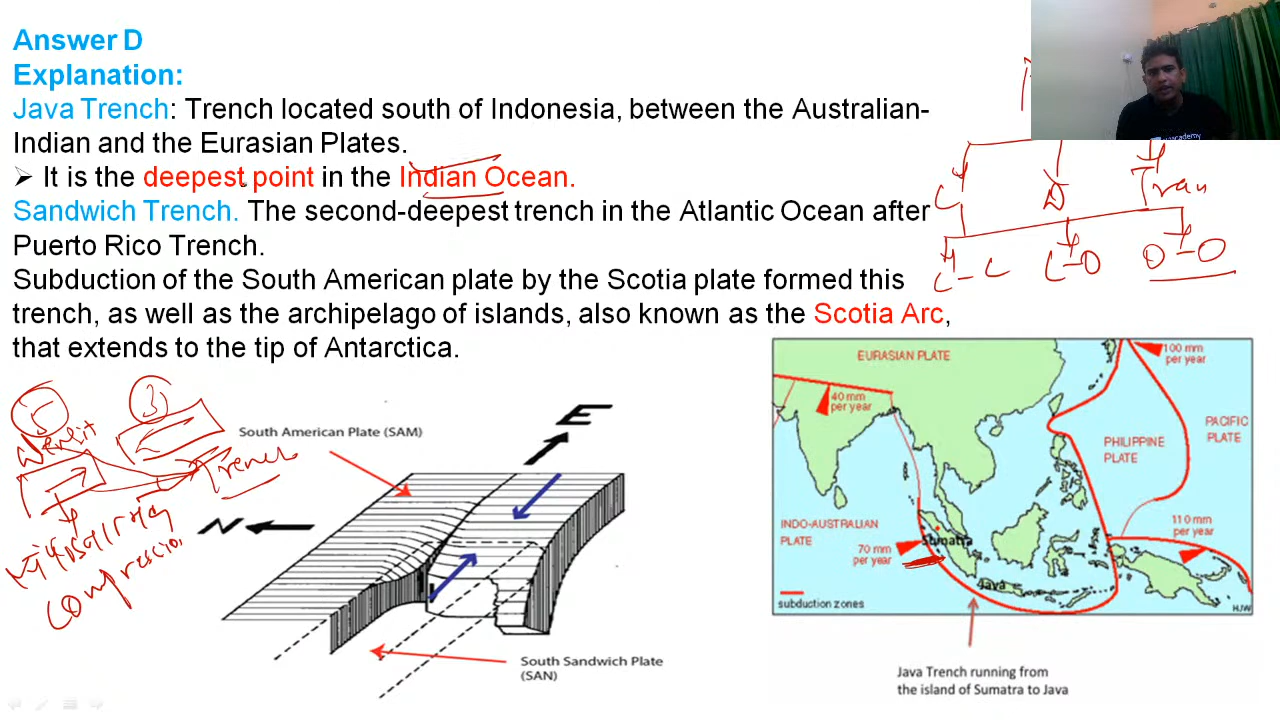 Answer D
Explanation:
Java Trench: Trench located south of Indonesia, between the Australian-
Indian and the Eurasian Plates.
➢ It is the deepest point in the Indian Ocean.
Sandwich Trench. The second-deepest trench in the Atlantic Ocean after
Puerto Rico Trench.
Subduction of the South American plate by the Scotia plate formed this
trench, as well as the archipelago of islands, also known as the Scotia Arc,
that extends to the tip of Antarctica.
C
D
Tran
C-C
C-O
O-O
5
3
Trench
South American Plate (SAM)
E
N
South Sandwich Plate
(SAN)
EURASIAN PLATE
100 mm
per year
40 mm
per year
PACIFIC
PLATE
PHILIPPINE
PLATE
INDO-AUSTRALIAN
PLATE
Sumatra
70 mm
per year
110 mm
per year
Java
subduction zones
HJW
Java Trench running from
the island of Sumatra to Java